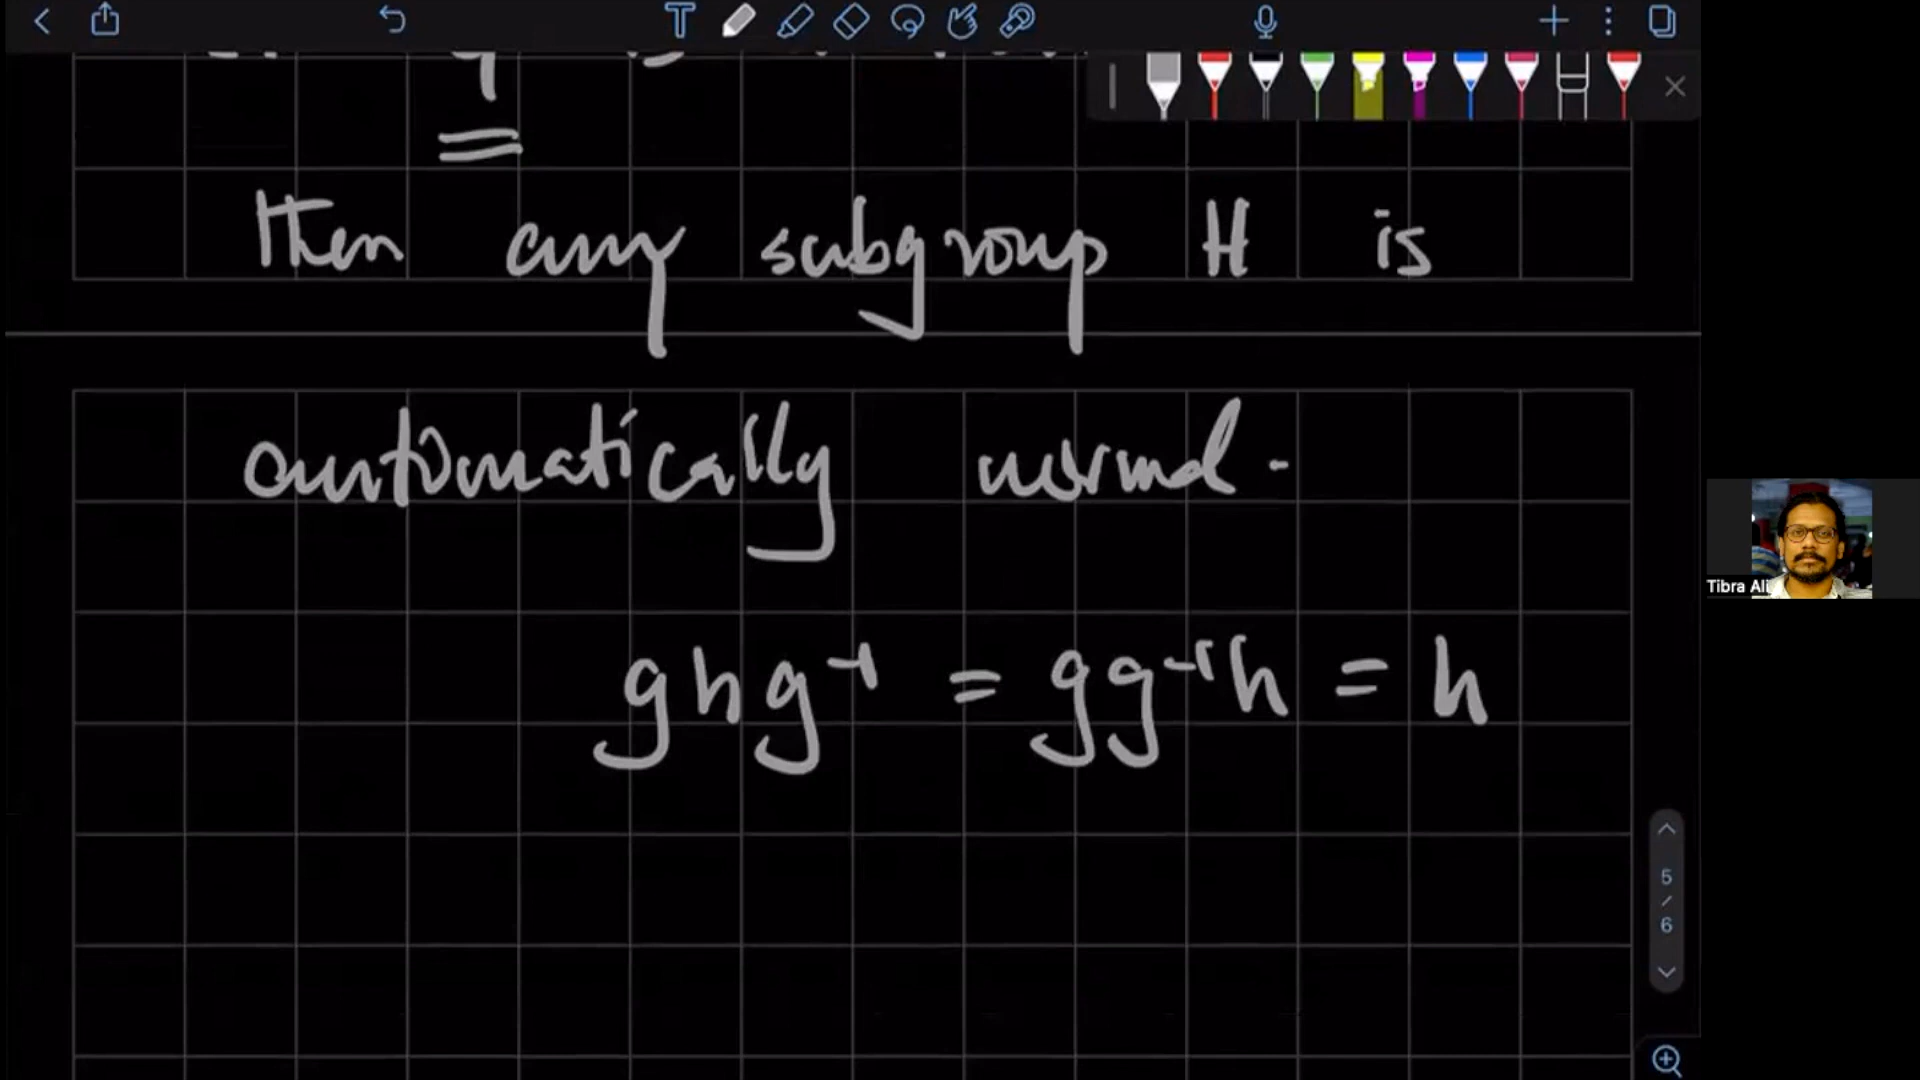 then any subgroup H is
automatically normal.
ghg⁻¹ = gg⁻¹h = h
Tibra Ali
5
/
6